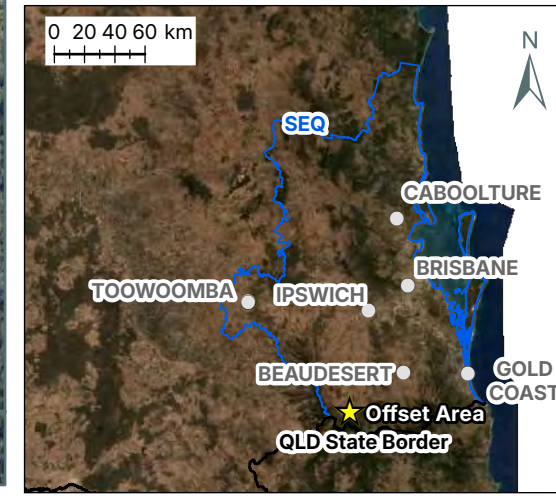 0 20 40 60 km
N
SEQ
CABOOLTURE
BRISBANE
TOOWOOMBA
IPSWICH
BEAUDESERT
GOLD
COAST
Offset Area
QLD State Border